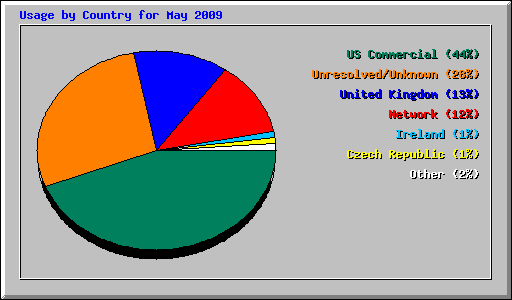 Usage by Country for May 2009
US Commercial (44%)
Unresolved/Unknown (28%)
United Kingdom (13%)
Network (12%)
Ireland (1%)
Czech Republic (1%)
Other (2%)